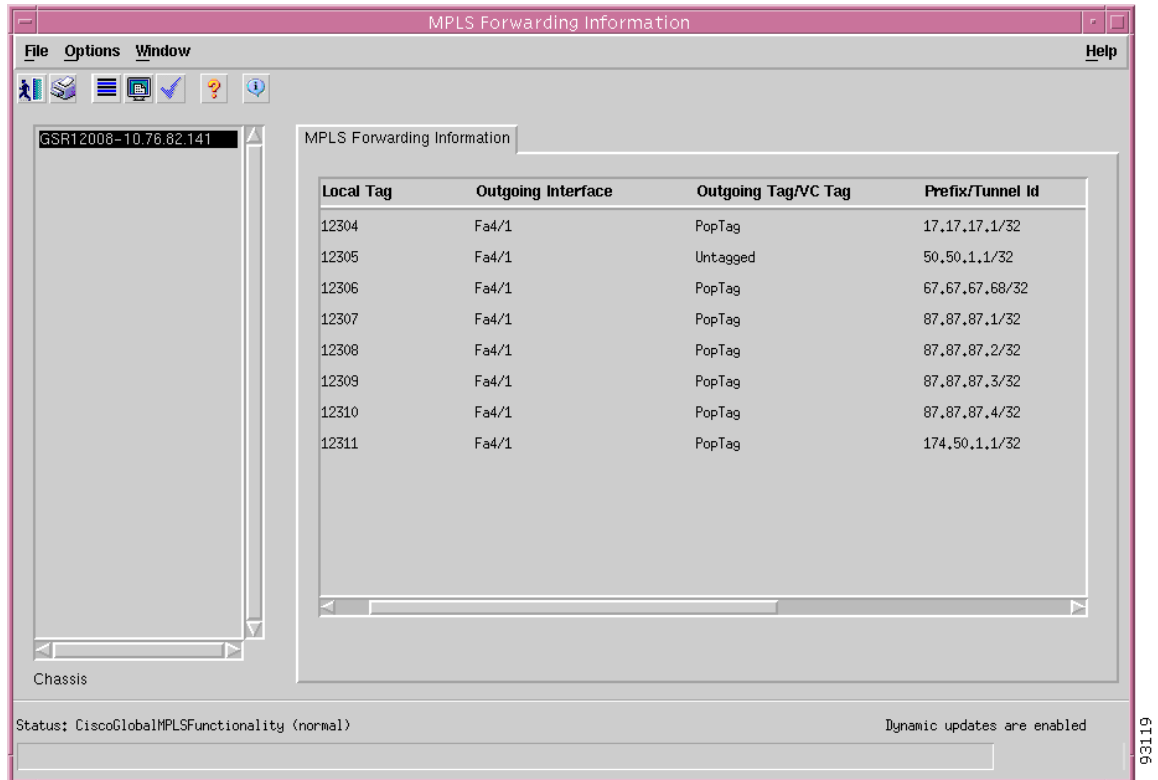 MPLS Forwarding Information
File Options Window Help
GSR12008-10.76.82.141
MPLS Forwarding Information
Local Tag Outgoing Interface Outgoing Tag/VC Tag Prefix/Tunnel Id
12304 Fa4/1 PopTag 17.17.17.1/32
12305 Fa4/1 Untagged 50.50.1.1/32
12306 Fa4/1 PopTag 67.67.67.68/32
12307 Fa4/1 PopTag 87.87.87.1/32
12308 Fa4/1 PopTag 87.87.87.2/32
12309 Fa4/1 PopTag 87.87.87.3/32
12310 Fa4/1 PopTag 87.87.87.4/32
12311 Fa4/1 PopTag 174.50.1.1/32
Chassis
Status: CiscoGlobalMPLSFunctionality (normal) Dynamic updates are enabled
93119